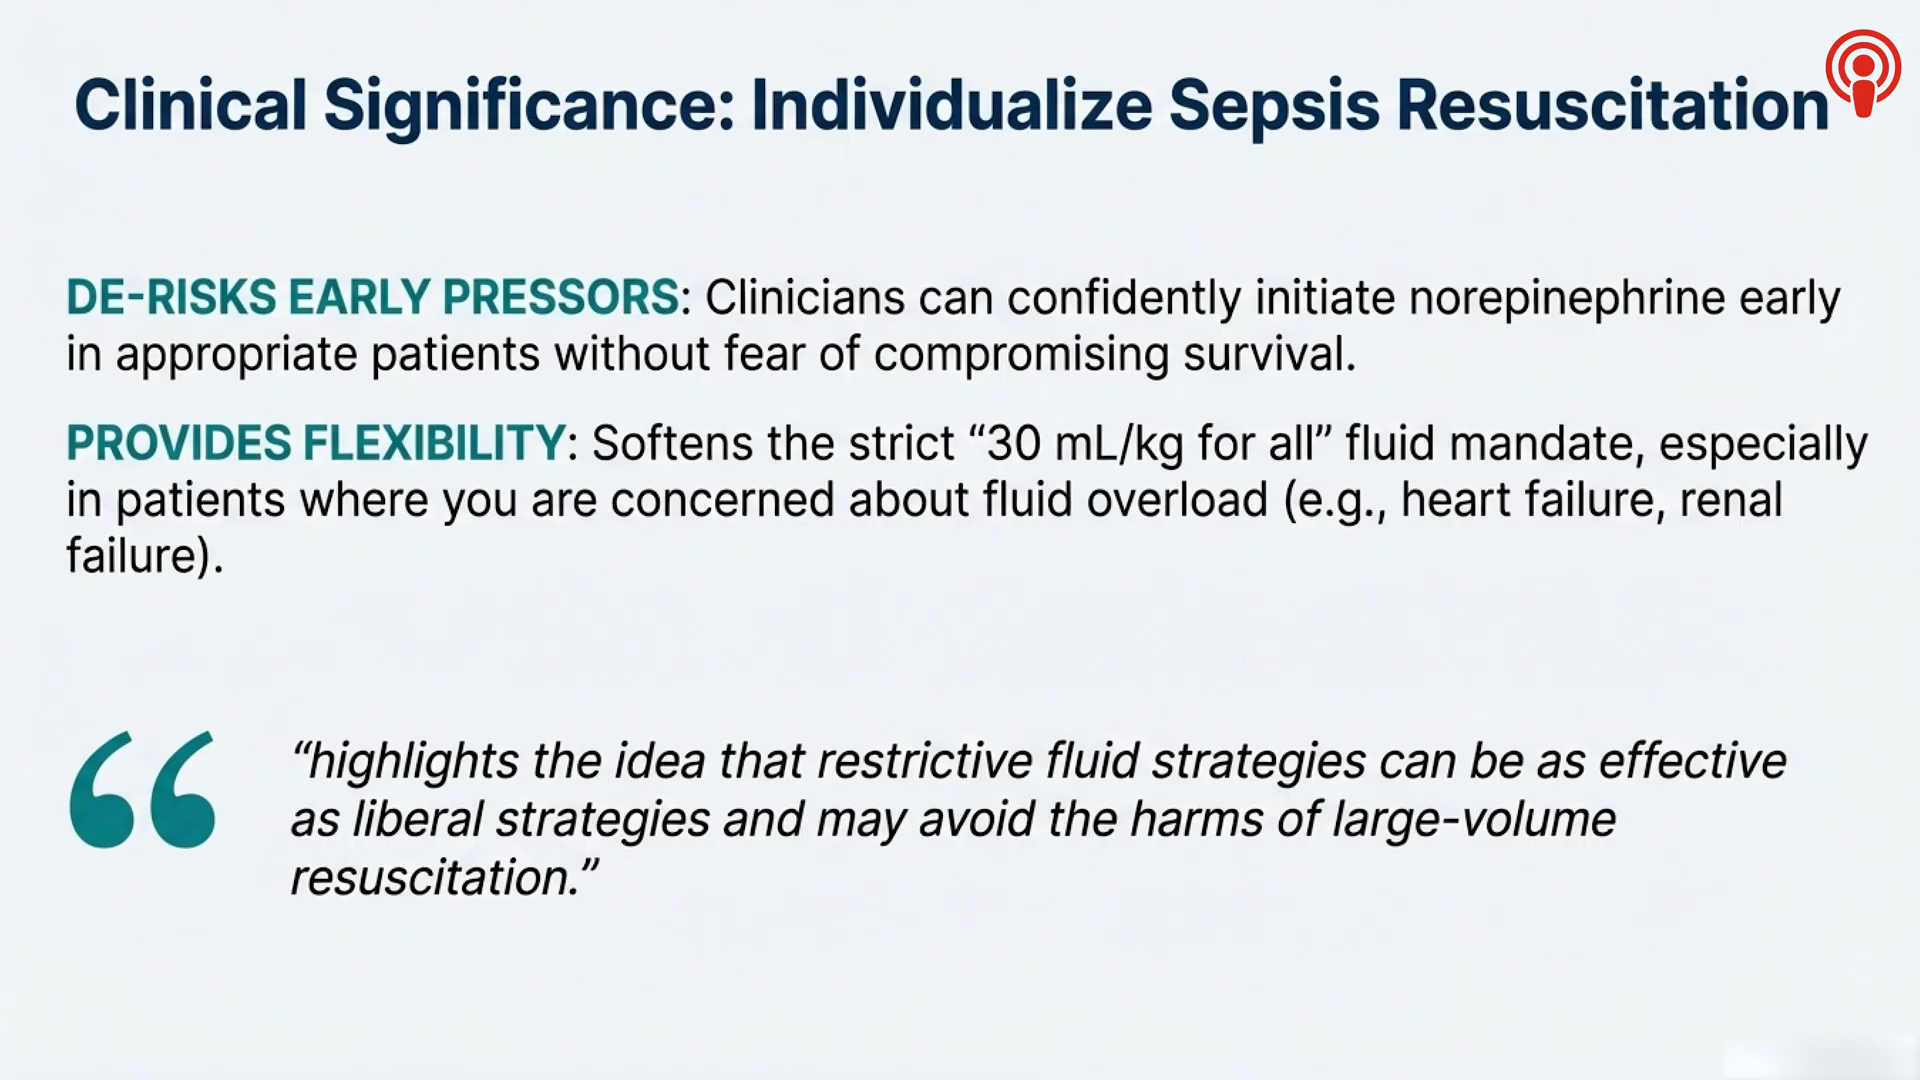 Clinical Significance: Individualize Sepsis Resuscitation
DE-RISKS EARLY PRESSORS: Clinicians can confidently initiate norepinephrine early
in appropriate patients without fear of compromising survival.
PROVIDES FLEXIBILITY: Softens the strict “30 mL/kg for all” fluid mandate, especially
in patients where you are concerned about fluid overload (e.g., heart failure, renal
failure).
“highlights the idea that restrictive fluid strategies can be as effective
as liberal strategies and may avoid the harms of large-volume
resuscitation.”